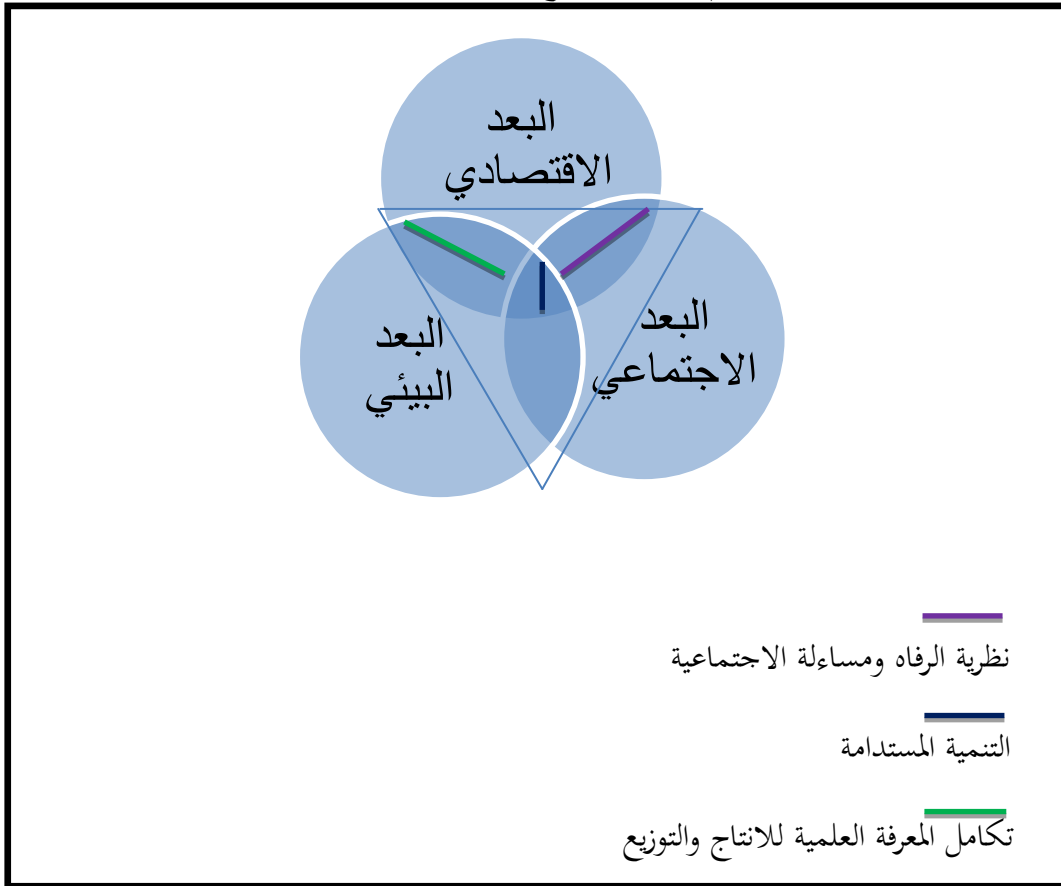 البعد
الاقتصادي
البعد
الاجتماعي
البعد
البيئي
نظرية الرفاه ومساءلة الاجتماعية
التنمية المستدامة
تكامل المعرفة العلمية للانتاج والتوزيع